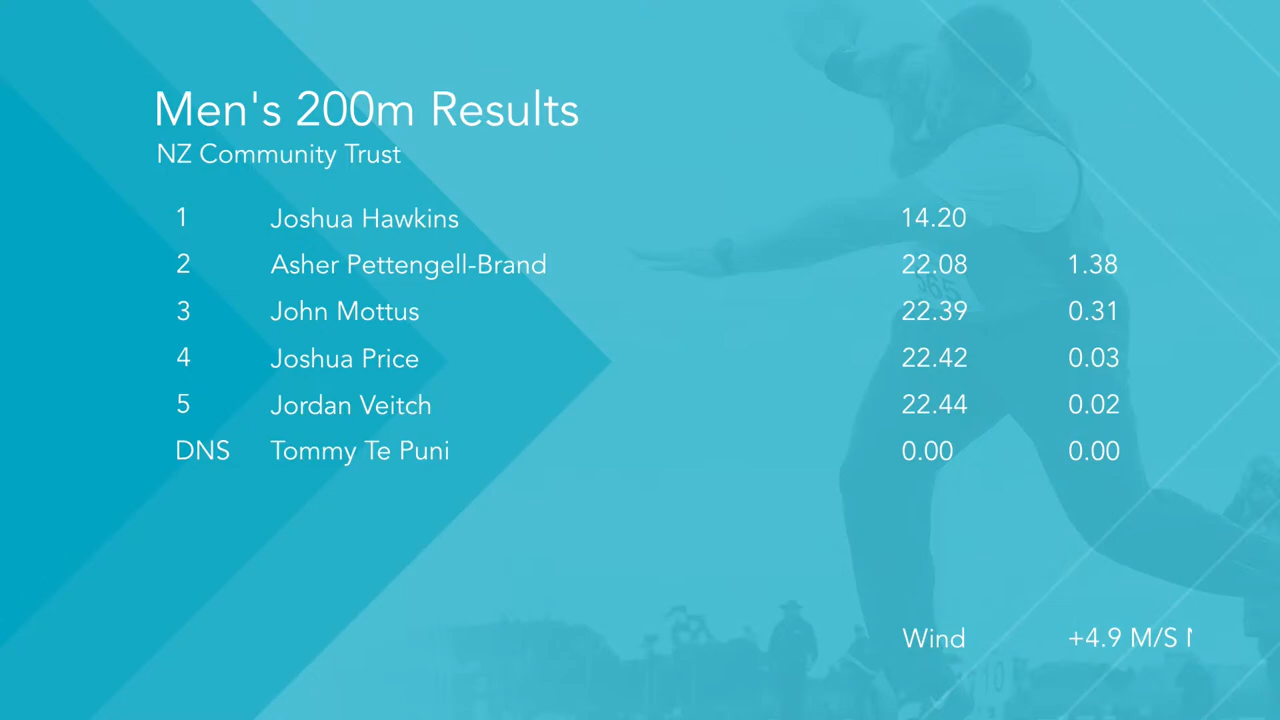 Men's 200m Results
NZ Community Trust
1 Joshua Hawkins 14.20
2 Asher Pettengell-Brand 22.08 1.38
3 John Mottus 22.39 0.31
4 Joshua Price 22.42 0.03
5 Jordan Veitch 22.44 0.02
DNS Tommy Te Puni 0.00 0.00
Wind +4.9 M/S